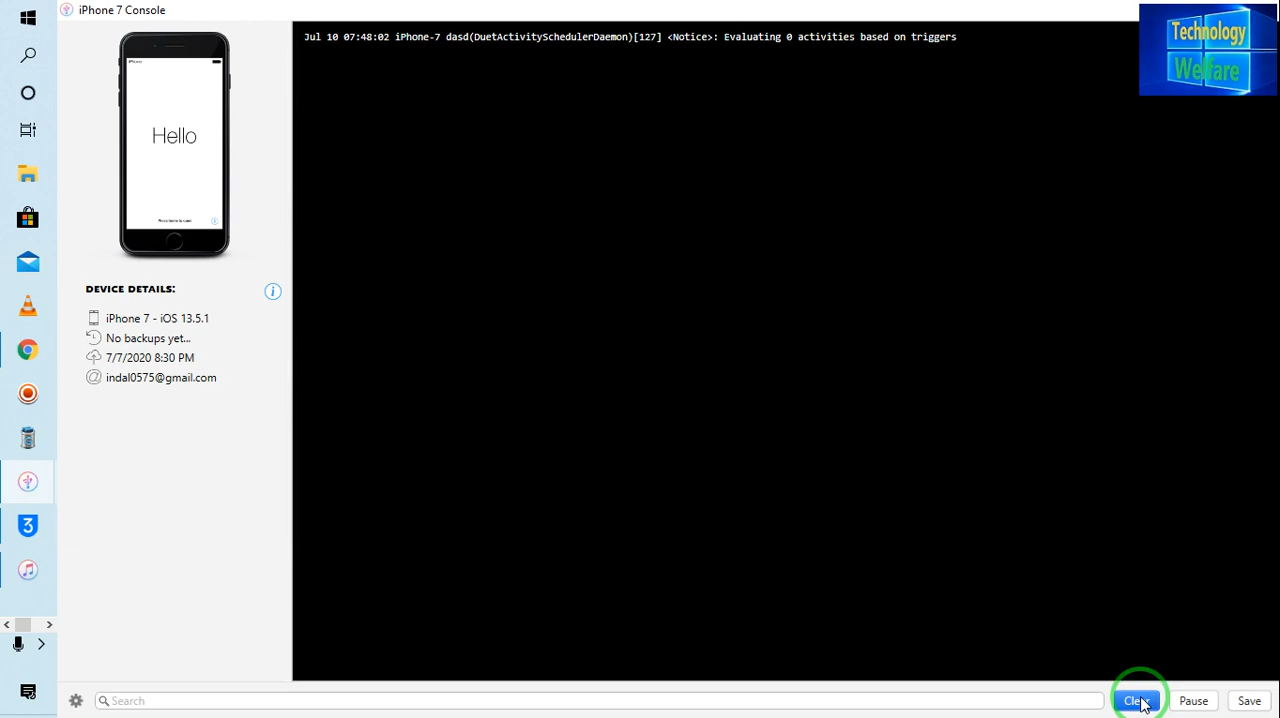 iPhone 7 Console
Jul 10 07:48:02 iPhone-7 dasd(DuetActivitySchedulerDaemon)[127] <Notice>: Evaluating 0 activities based on triggers
Technology
Welfare
Hello
DEVICE DETAILS:
iPhone 7 - iOS 13.5.1
No backups yet...
7/7/2020 8:30 PM
indal0575@gmail.com
Search
Pause
Save